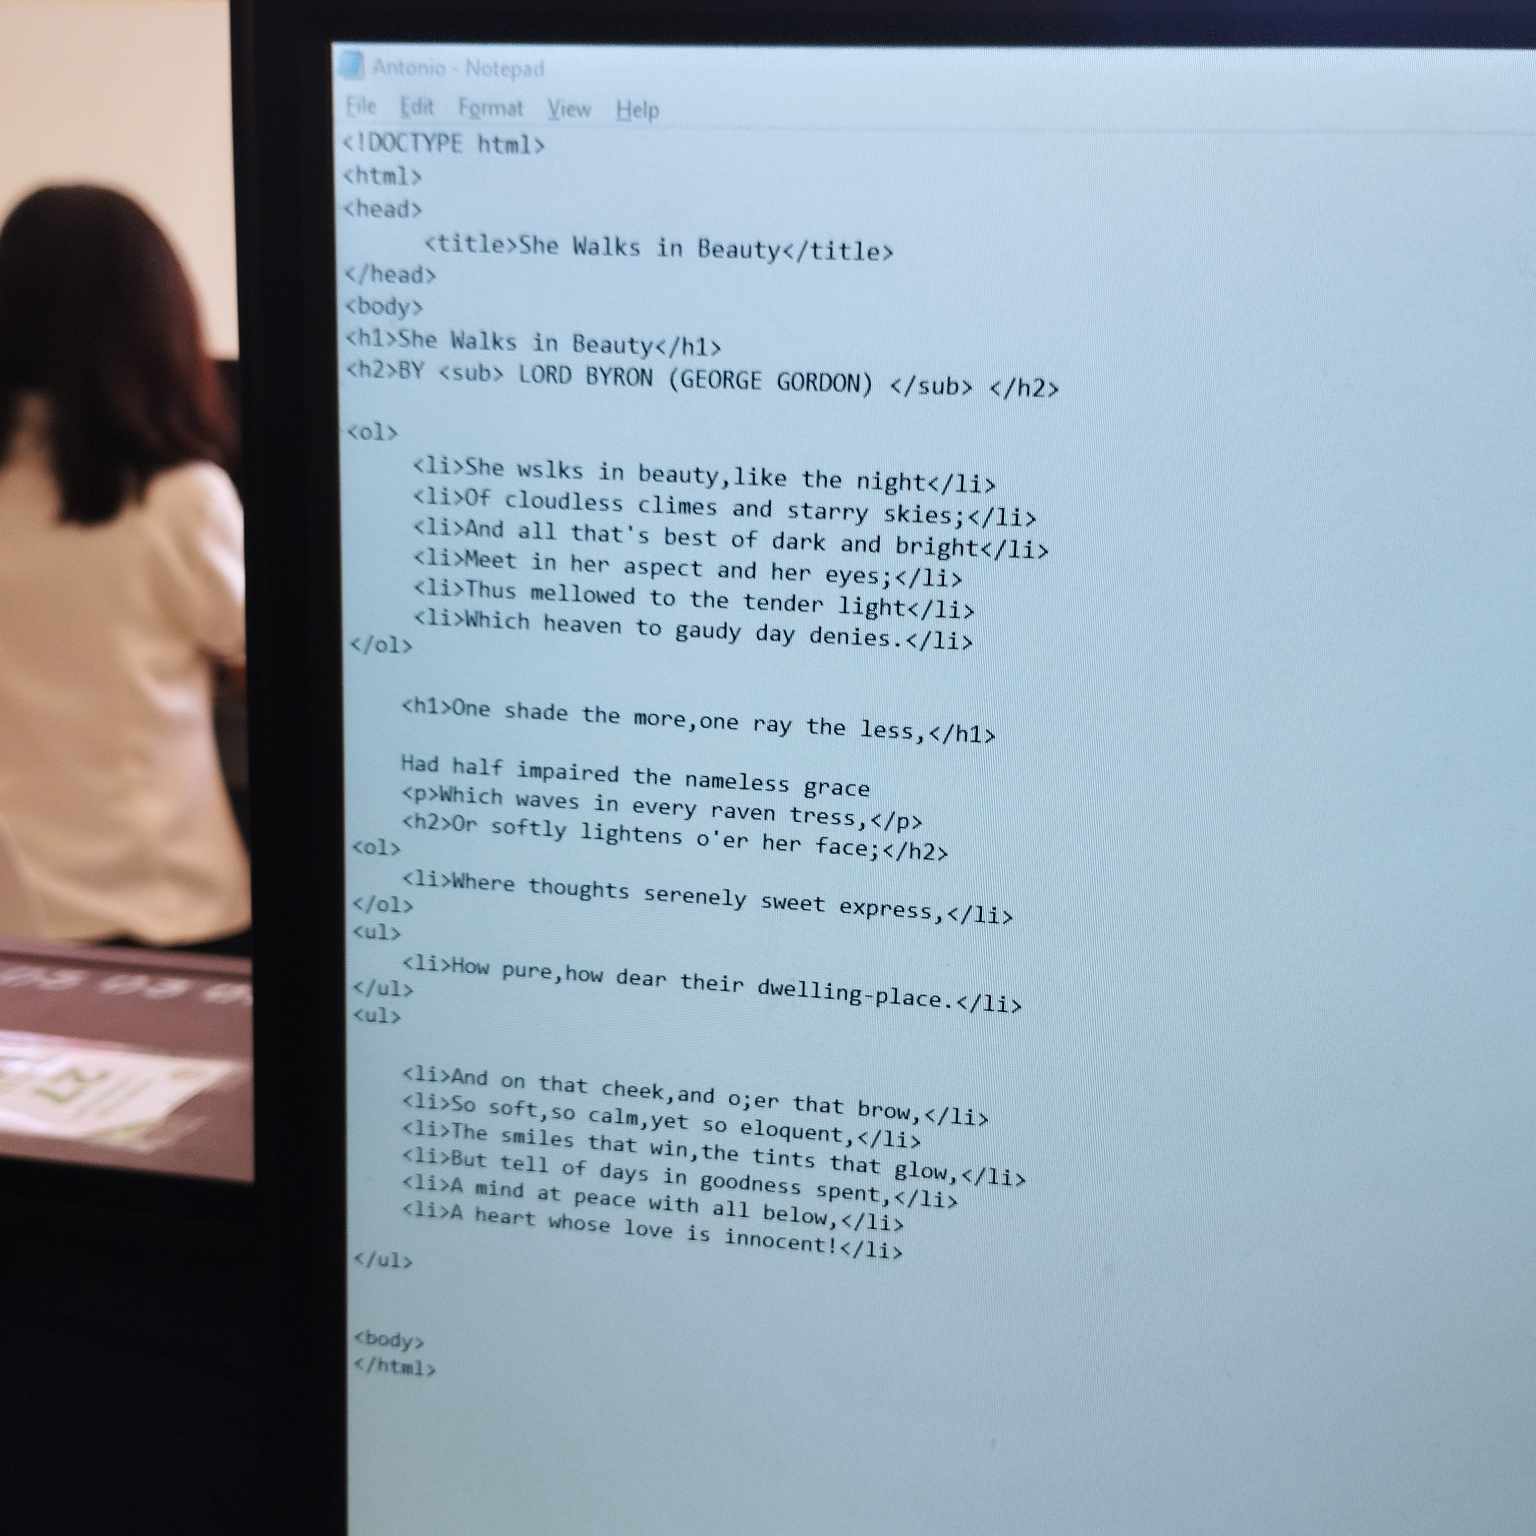 Antonio - Notepad
File Edit Format View Help
<!DOCTYPE html>
<html>
<head>
<title>She Walks in Beauty</title>
</head>
<body>
<h1>She Walks in Beauty</h1>
<h2>BY <sub> LORD BYRON (GEORGE GORDON) </sub> </h2>
<ol>
<li>She wslks in beauty,like the night</li>
<li>Of cloudless climes and starry skies;</li>
<li>And all that's best of dark and bright</li>
<li>Meet in her aspect and her eyes;</li>
<li>Thus mellowed to the tender light</li>
<li>Which heaven to gaudy day denies.</li>
</ol>
<h1>One shade the more,one ray the less,</h1>
Had half impaired the nameless grace
<p>Which waves in every raven tress,</p>
<h2>Or softly lightens o'er her face;</h2>
<ol>
<li>Where thoughts serenely sweet express,</li>
</ol>
<ul>
<li>How pure,how dear their dwelling-place.</li>
</ul>
<ul>
<li>And on that cheek,and o;er that brow,</li>
<li>So soft,so calm,yet so eloquent,</li>
<li>The smiles that win,the tints that glow,</li>
<li>But tell of days in goodness spent,</li>
<li>A mind at peace with all below,</li>
<li>A heart whose love is innocent!</li>
</ul>
<body>
</html>